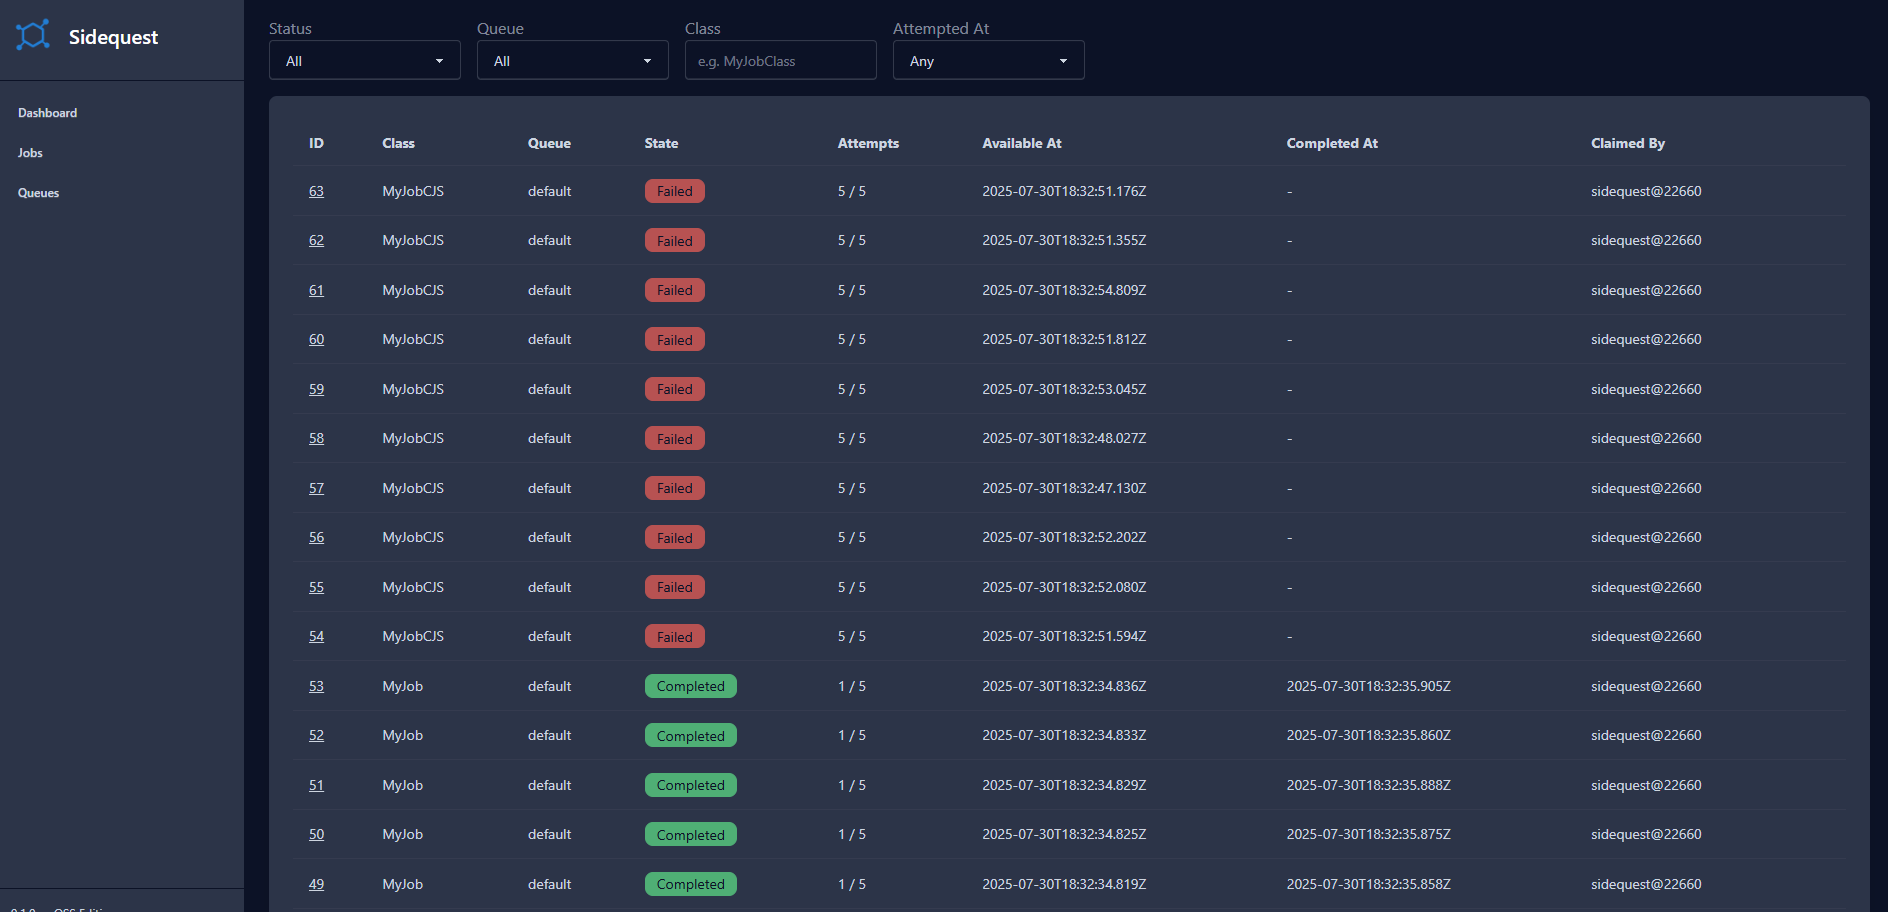 Sidequest
Dashboard
Jobs
Queues
Status Queue Class Attempted At
All All e.g. MyJobClass Any
ID Class Queue State Attempts Available At Completed At Claimed By
63 MyJobCJS default Failed 5 / 5 2025-07-30T18:32:51.176Z - sidequest@22660
62 MyJobCJS default Failed 5 / 5 2025-07-30T18:32:51.355Z - sidequest@22660
61 MyJobCJS default Failed 5 / 5 2025-07-30T18:32:54.809Z - sidequest@22660
60 MyJobCJS default Failed 5 / 5 2025-07-30T18:32:51.812Z - sidequest@22660
59 MyJobCJS default Failed 5 / 5 2025-07-30T18:32:53.045Z - sidequest@22660
58 MyJobCJS default Failed 5 / 5 2025-07-30T18:32:48.027Z - sidequest@22660
57 MyJobCJS default Failed 5 / 5 2025-07-30T18:32:47.130Z - sidequest@22660
56 MyJobCJS default Failed 5 / 5 2025-07-30T18:32:52.202Z - sidequest@22660
55 MyJobCJS default Failed 5 / 5 2025-07-30T18:32:52.080Z - sidequest@22660
54 MyJobCJS default Failed 5 / 5 2025-07-30T18:32:51.594Z - sidequest@22660
53 MyJob default Completed 1 / 5 2025-07-30T18:32:34.836Z 2025-07-30T18:32:35.905Z sidequest@22660
52 MyJob default Completed 1 / 5 2025-07-30T18:32:34.833Z 2025-07-30T18:32:35.860Z sidequest@22660
51 MyJob default Completed 1 / 5 2025-07-30T18:32:34.829Z 2025-07-30T18:32:35.888Z sidequest@22660
50 MyJob default Completed 1 / 5 2025-07-30T18:32:34.825Z 2025-07-30T18:32:35.875Z sidequest@22660
49 MyJob default Completed 1 / 5 2025-07-30T18:32:34.819Z 2025-07-30T18:32:35.858Z sidequest@22660